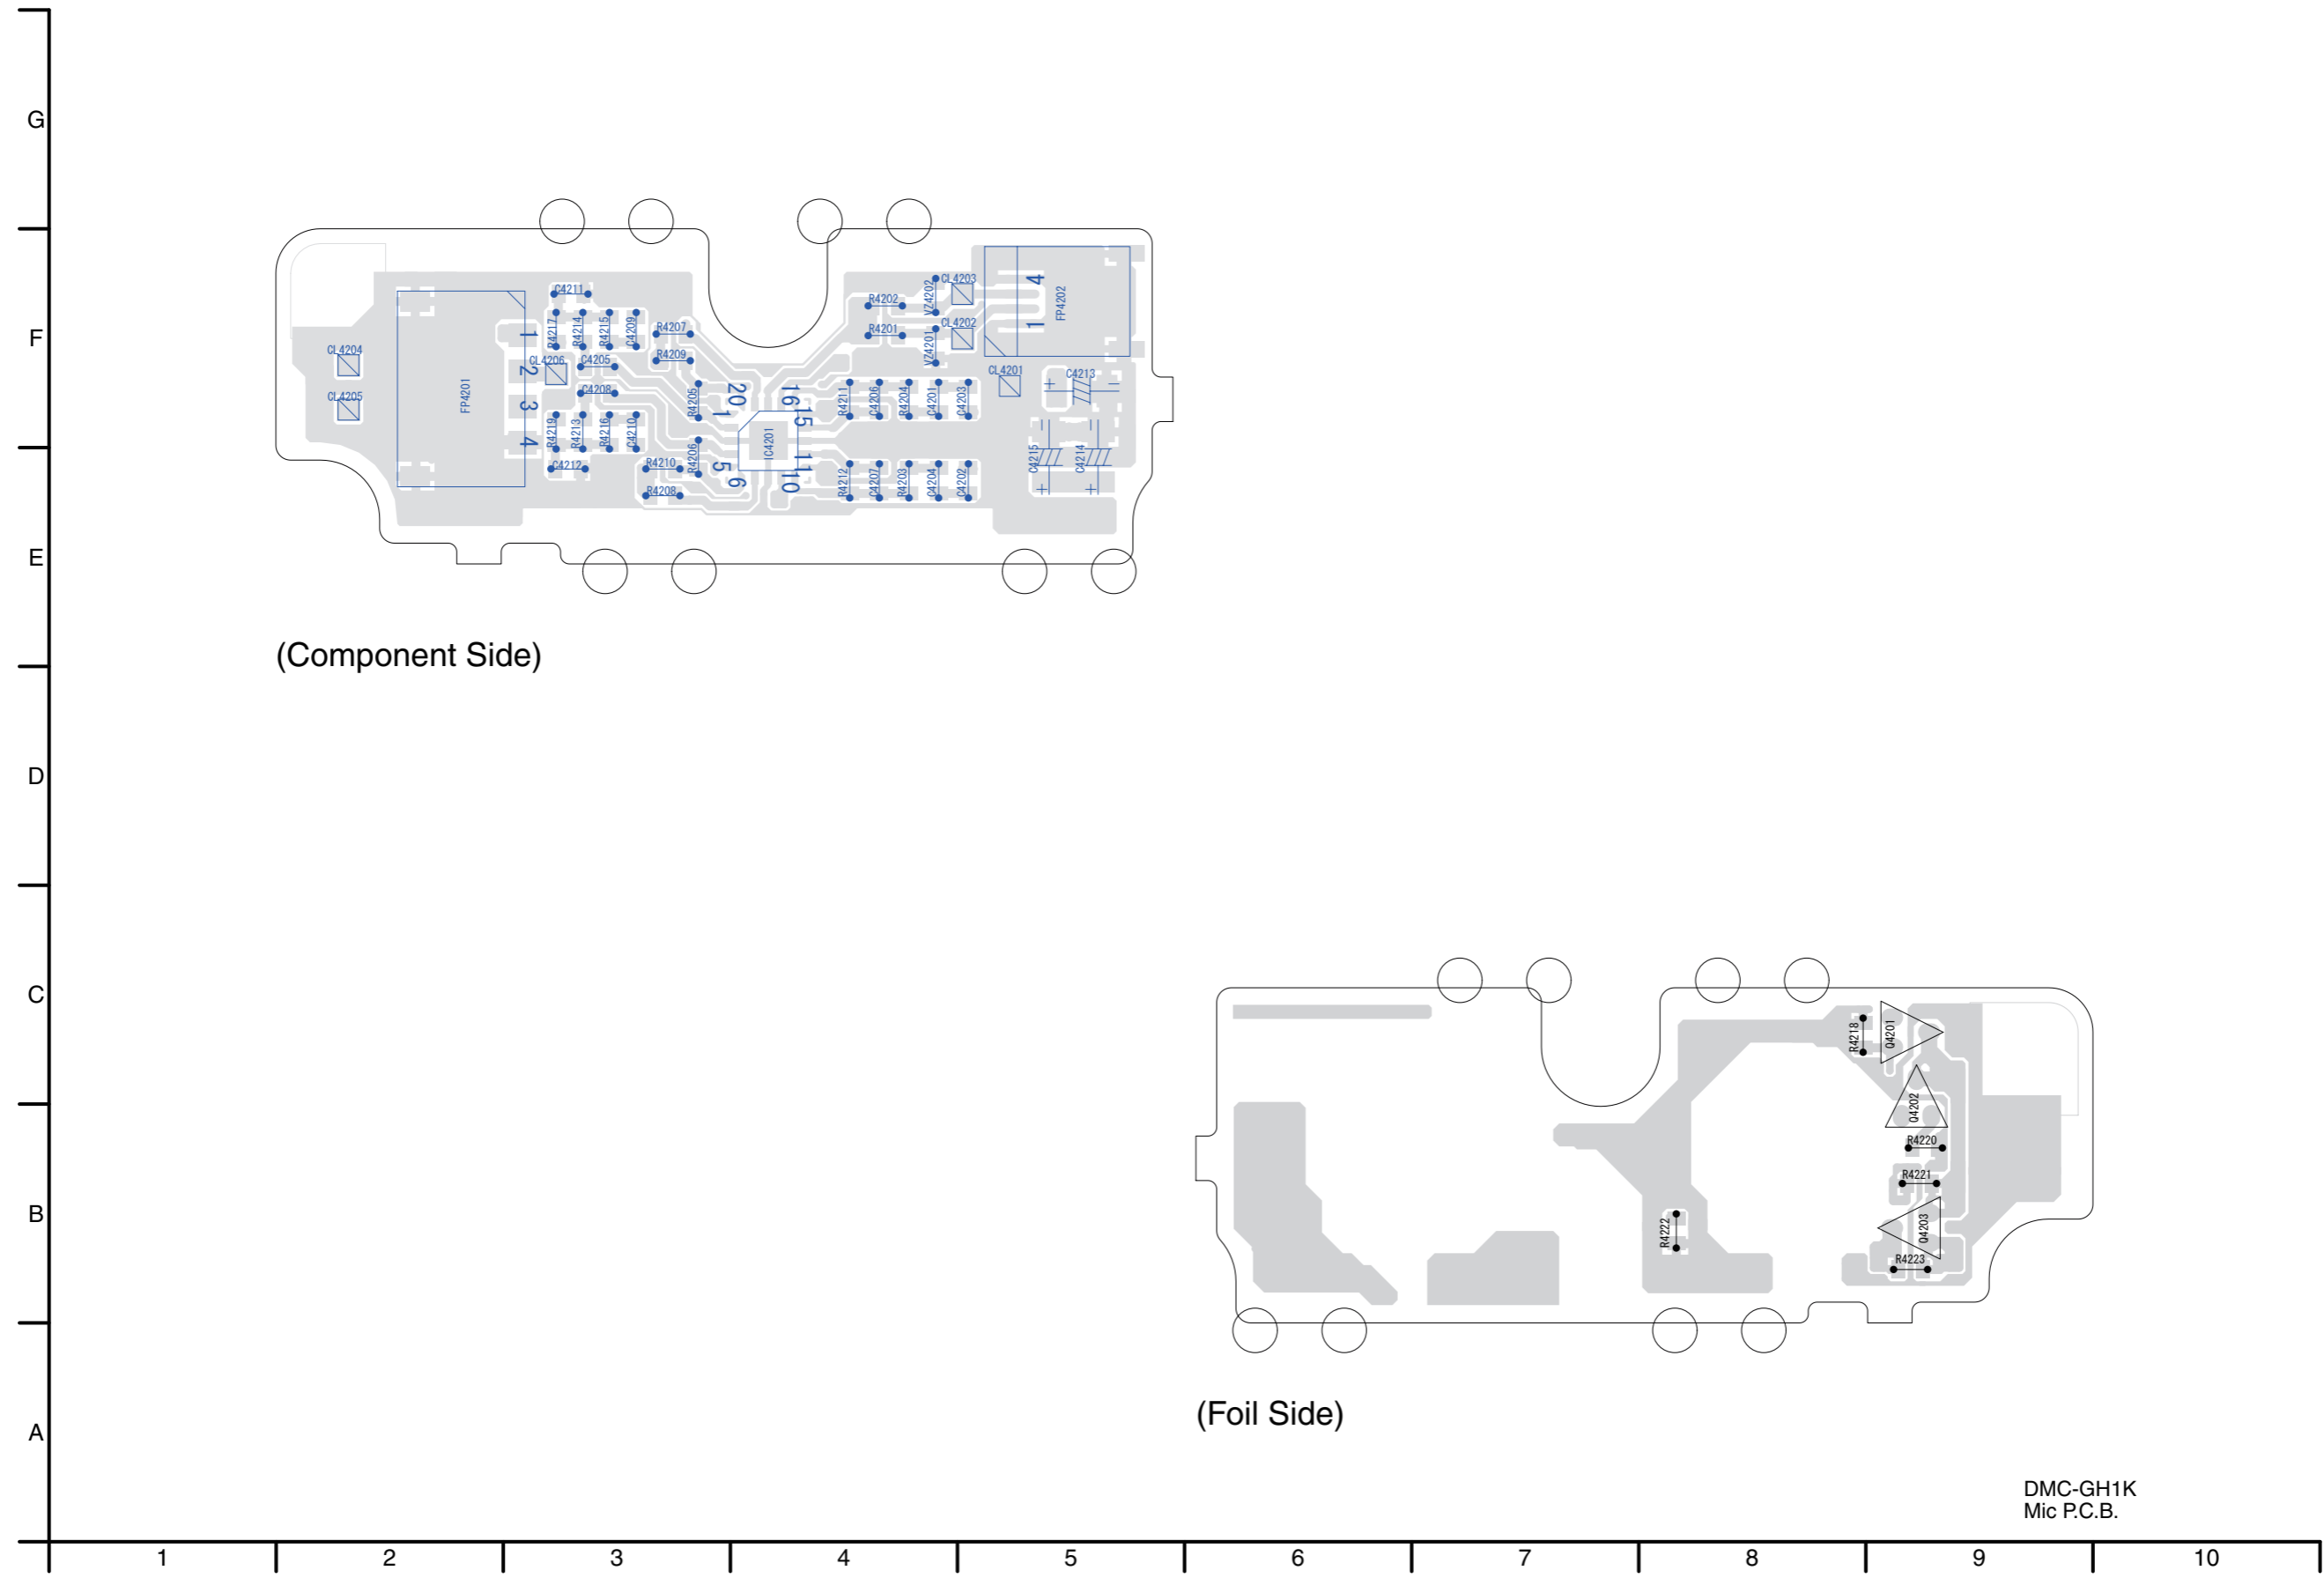 G
F
E
D
C
B
A
1 2 3 4 5 6 7 8 9 10
CL4204
CL4205
FP4201
1
2
3
4
C4211
R4217
R4214
R4215
C4209
R4207
R4209
CL4206
C4205
C4208
R4205
R4219
R4213
R4216
C4210
C4212
R4210
R4208
R4206
20
1
5
6
16
15
11
10
IC4201
R4202
R4201
VZ4202
VZ4201
CL4203
CL4202
4
1
FP4202
CL4201
C4213
+ −
R4211
C4206
R4204
C4201
C4203
R4212
C4207
R4203
C4204
C4202
C4215
C4214
− −
+ +
(Component Side)
R4218
Q4201
Q4202
R4220
R4221
Q4203
R4223
R4222
(Foil Side)
DMC-GH1K
Mic P.C.B.